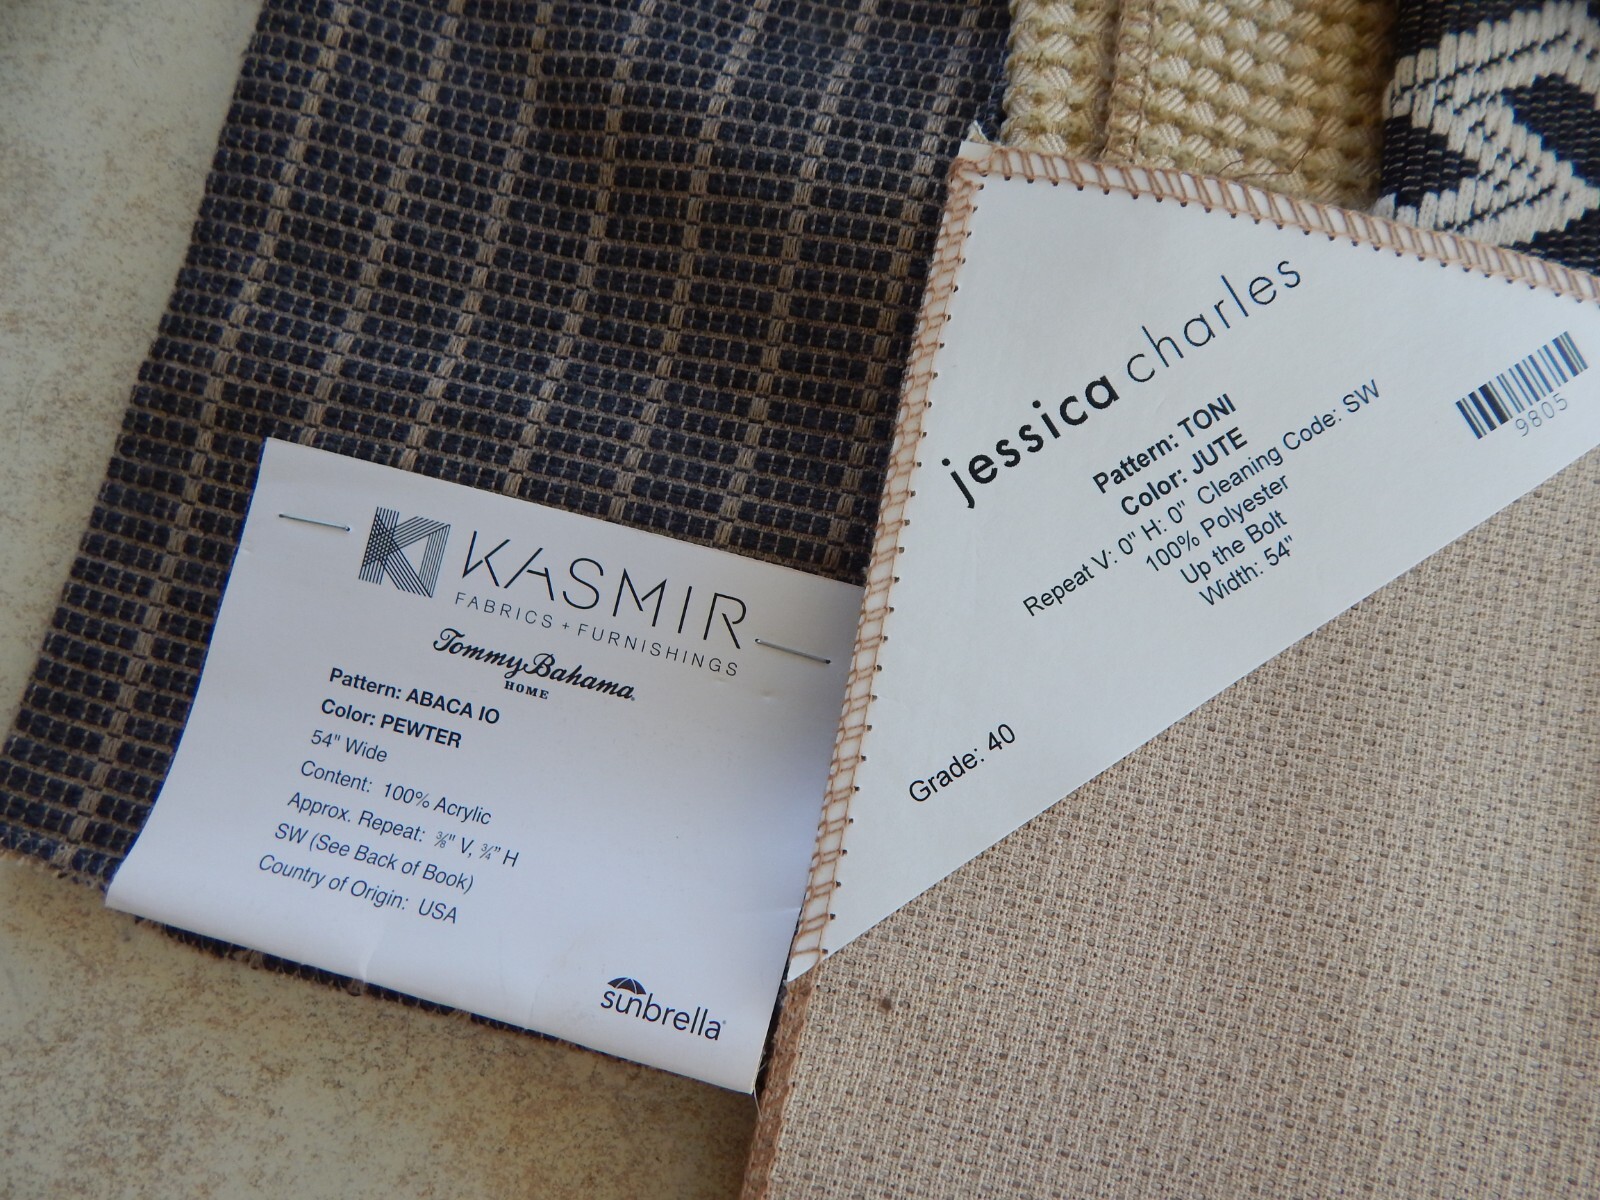 KASMIR
FABRICS + FURNISHINGS
Tommy Bahama®
HOME
Pattern: ABACA IO
Color: PEWTER
54" Wide
Content: 100% Acrylic
Approx. Repeat: ⅜" V, ¾" H
SW (See Back of Book)
Country of Origin: USA
sunbrella®
jessica charles
Pattern: TONI
Color: JUTE
Repeat V: 0" H: 0" Cleaning Code: SW
100% Polyester
Up the Bolt
Width: 54"
9805
Grade: 40